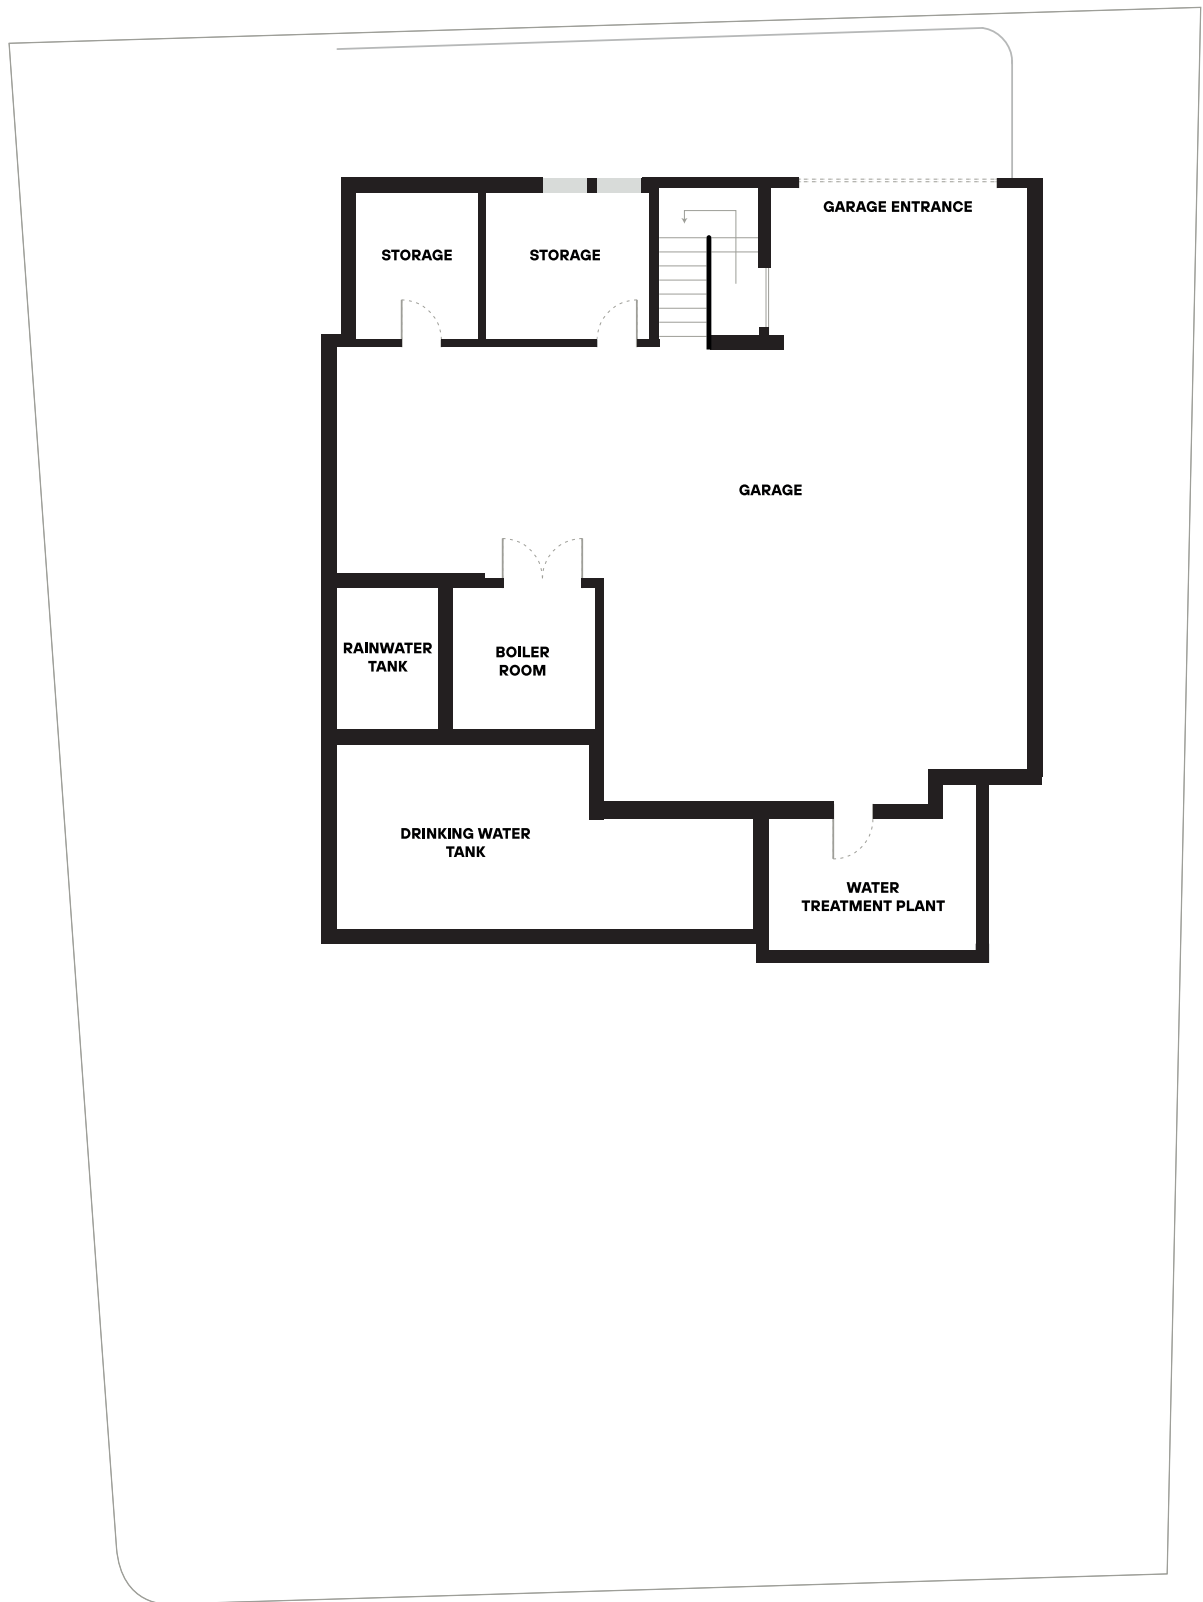 GARAGE ENTRANCE
STORAGE
STORAGE
GARAGE
RAINWATER
TANK
BOILER
ROOM
DRINKING WATER
TANK
WATER
TREATMENT PLANT